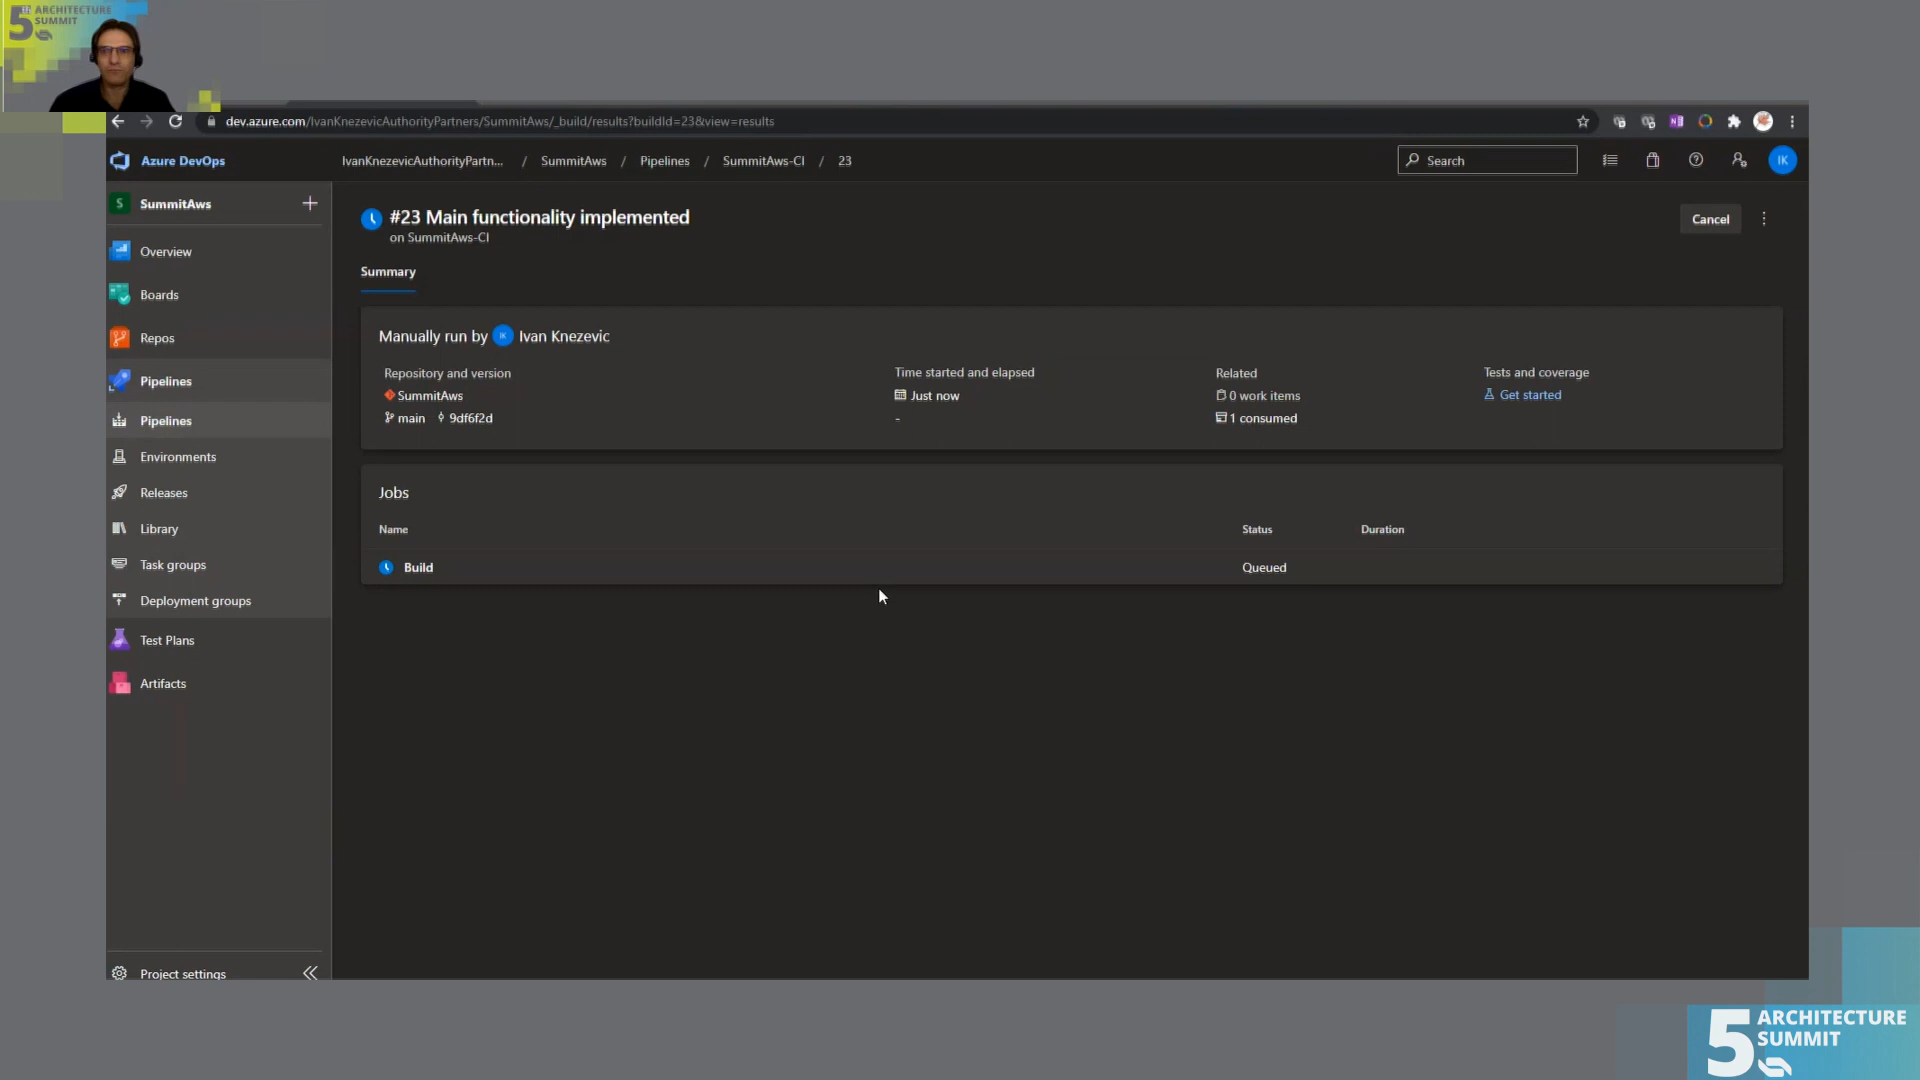 5 TH ARCHITECTURE
SUMMIT
dev.azure.com/IvanKnezevicAuthorityPartners/SummitAws/_build/results?buildId=23&view=results
Azure DevOps
IvanKnezevicAuthorityPartn... / SummitAws / Pipelines / SummitAws-CI / 23
Search
IK
S SummitAws
Overview
Boards
Repos
Pipelines
Pipelines
Environments
Releases
Library
Task groups
Deployment groups
Test Plans
Artifacts
Project settings
#23 Main functionality implemented
on SummitAws-CI
Cancel
Summary
Manually run by IK Ivan Knezevic
Repository and version
SummitAws
main 9df6f2d
Time started and elapsed
Just now
-
Related
0 work items
1 consumed
Tests and coverage
Get started
Jobs
Name Status Duration
Build Queued
5 ARCHITECTURE
SUMMIT